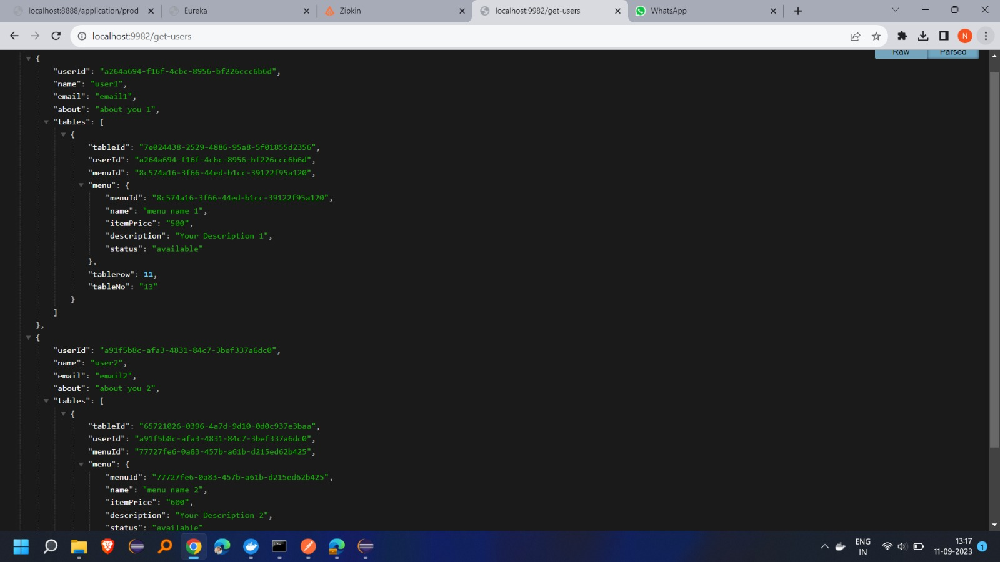 localhost:8888/application/prod
Eureka
Zipkin
localhost:9982/get-users
WhatsApp
localhost:9982/get-users
N
Raw
Parsed
{
"userId": "a264a694-f16f-4cbc-8956-bf226ccc6b6d",
"name": "user1",
"email": "email1",
"about": "about you 1",
"tables": [
{
"tableId": "7e024438-2529-4886-95a8-5f01855d2356",
"userId": "a264a694-f16f-4cbc-8956-bf226ccc6b6d",
"menuId": "8c574a16-3f66-44ed-b1cc-39122f95a120",
"menu": {
"menuId": "8c574a16-3f66-44ed-b1cc-39122f95a120",
"name": "menu name 1",
"itemPrice": "500",
"description": "Your Description 1",
"status": "available"
},
"tablerow": 11,
"tableNo": "13"
}
]
},
{
"userId": "a91f5b8c-afa3-4831-84c7-3bef337a6dc0",
"name": "user2",
"email": "email2",
"about": "about you 2",
"tables": [
{
"tableId": "65721026-0396-4a7d-9d10-0d0c937e3baa",
"userId": "a91f5b8c-afa3-4831-84c7-3bef337a6dc0",
"menuId": "77727fe6-0a83-457b-a61b-d215ed62b425",
"menu": {
"menuId": "77727fe6-0a83-457b-a61b-d215ed62b425",
"name": "menu name 2",
"itemPrice": "600",
"description": "Your Description 2",
"status": "available"
ENG
IN
13:17
11-09-2023
1